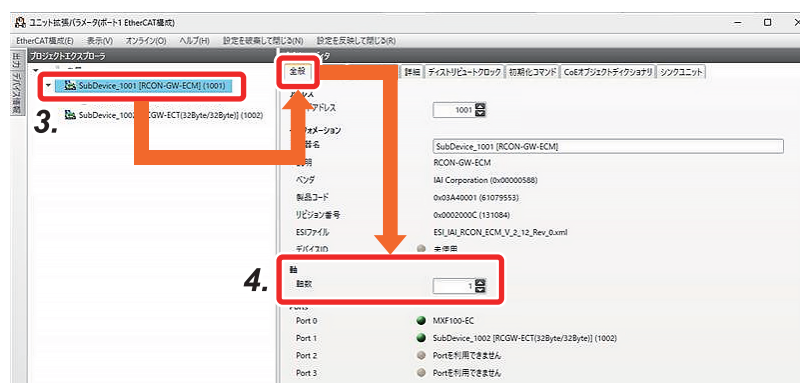 ユニット拡張パラメータ(ポート1 EtherCAT構成)
EtherCAT構成(E) 表示(V) オンライン(O) ヘルプ(H) 設定を破棄して閉じる(N) 設定を反映して閉じる(R)
プロジェクトエクスプローラ
出力 デバイス情報
全般 詳細 ディストリビュートクロック 初期化コマンド CoEオブジェクトディクショナリ シンクユニット
SubDevice_1001 [RCON-GW-ECM] (1001)
1001
3.
SubDevice_1002 [RCGW-ECT(32Byte/32Byte)] (1002)
SubDevice_1001 [RCON-GW-ECM]
RCON-GW-ECM
ベンダ IAI Corporation (0x00000588)
製品コード 0x03A40001 (61079553)
リビジョン番号 0x0002000C (131084)
ESIファイル ESI_IAI_RCON_ECM_V_2_12_Rev_0.xml
デバイスID 未使用
4.
軸
軸数 1
Ports
Port 0 MXF100-EC
Port 1 SubDevice_1002 [RCGW-ECT(32Byte/32Byte)] (1002)
Port 2 Portを利用できません
Port 3 Portを利用できません